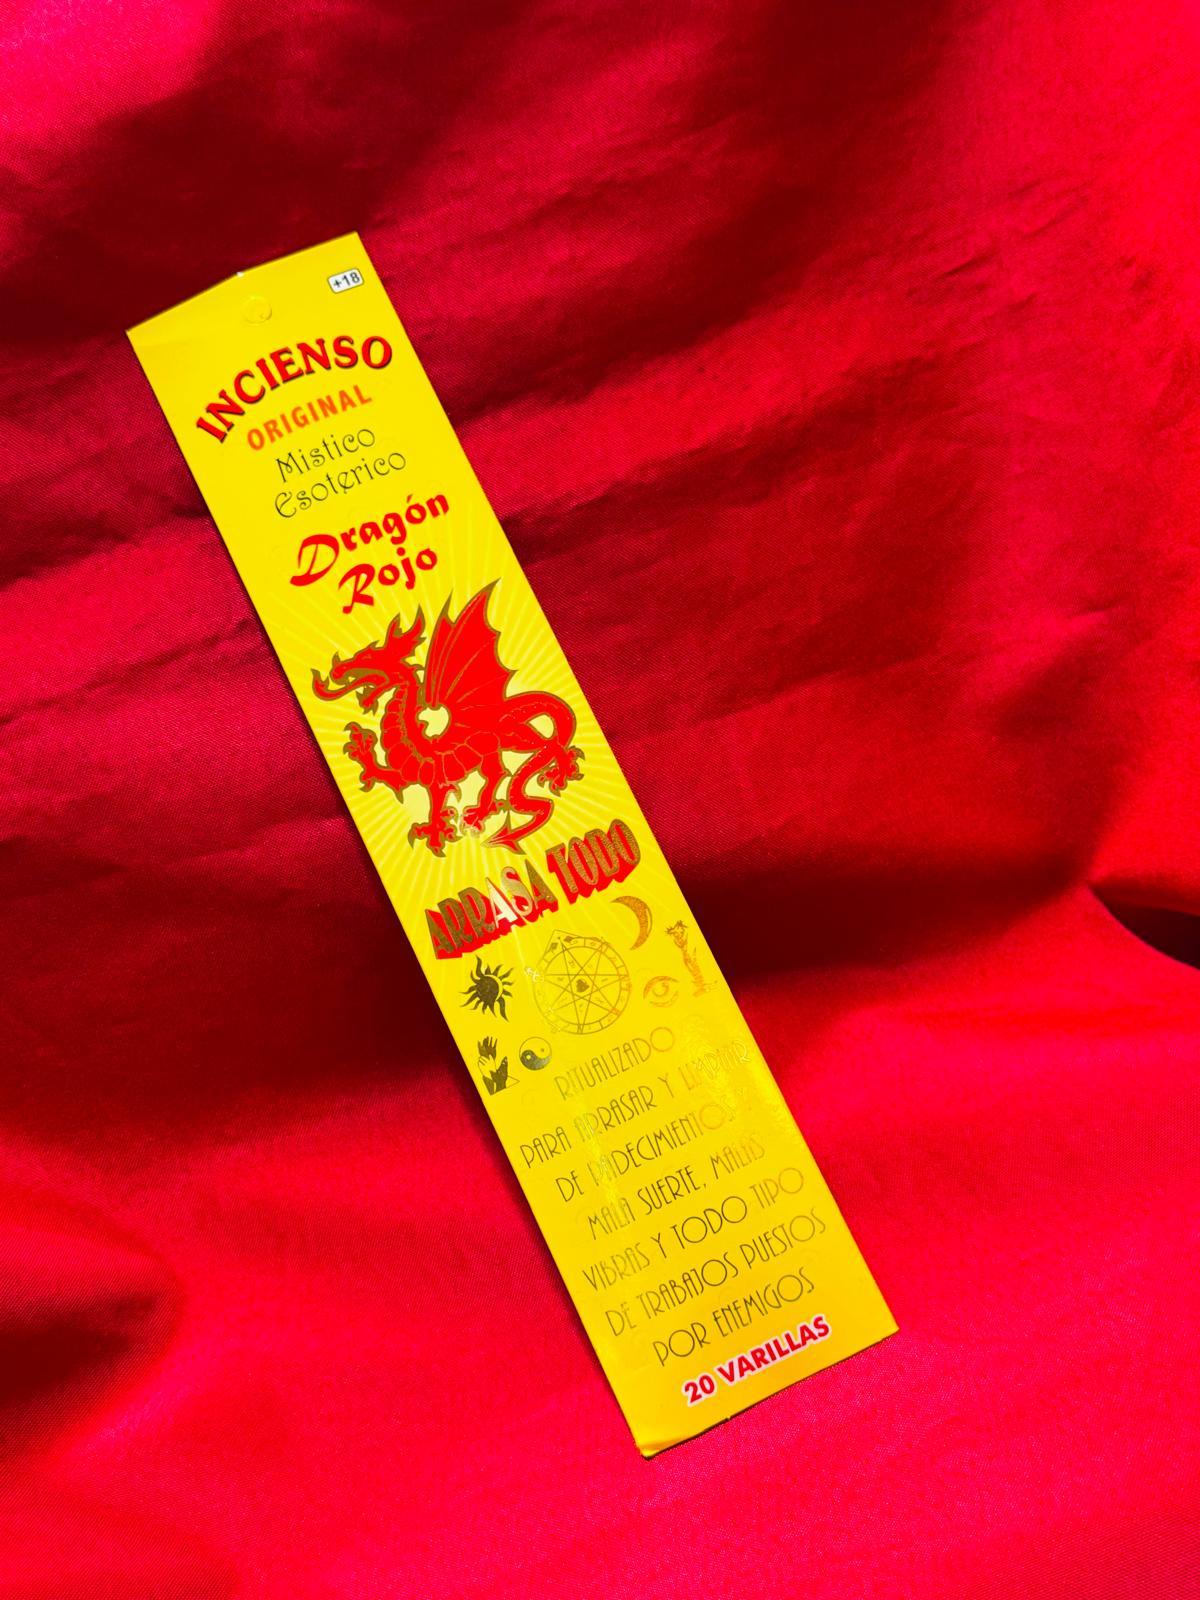 +18
INCIENSO
ORIGINAL
Mistico
Esoterico
Dragón
Rojo
ARRASA TODO
RITUALIZADO
PARA ARRASAR Y LIMPIAR
DE PADECIMIENTOS Y
MALA SUERTE, MALAS
VIBRAS Y TODO TIPO
DE TRABAJOS PUESTOS
POR ENEMIGOS
20 VARILLAS